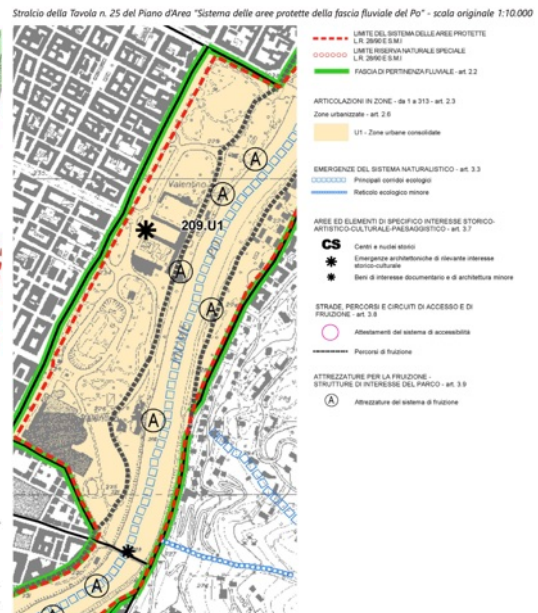 Stralcio della Tavola n. 25 del Piano d'Area "Sistema delle aree protette della fascia fluviale del Po" - scala originale 1:10.000
LIMITE DEL SISTEMA DELLE AREE PROTETTE
L.R. 28/90 E S.M.I
LIMITE RISERVA NATURALE SPECIALE
L.R. 28/90 E S.M.I
FASCIA DI PERTINENZA FLUVIALE - art. 2.2
ARTICOLAZIONI IN ZONE - da 1 a 313 - art. 2.3
Zone urbanizzate - art. 2.6
U1 - Zone urbane consolidate
EMERGENZE DEL SISTEMA NATURALISTICO - art. 3.3
Principali corridoi ecologici
Reticolo ecologico minore
AREE ED ELEMENTI DI SPECIFICO INTERESSE STORICO-
ARTISTICO-CULTURALE-PAESAGGISTICO - art. 3.7
CS Centri e nuclei storici
Emergenze architettoniche di rilevante interesse
storico-culturale
Beni di interesse documentario e di architettura minore
STRADE, PERCORSI E CIRCUITI DI ACCESSO E DI
FRUIZIONE - art. 3.8
Attestamenti del sistema di accessibilità
Percorsi di fruizione
ATTREZZATURE PER LA FRUIZIONE -
STRUTTURE DI INTERESSE DEL PARCO - art. 3.9
A Attrezzature del sistema di fruizione
A
Valentino
A
209.U1
A
A
FIUME
A
A
A